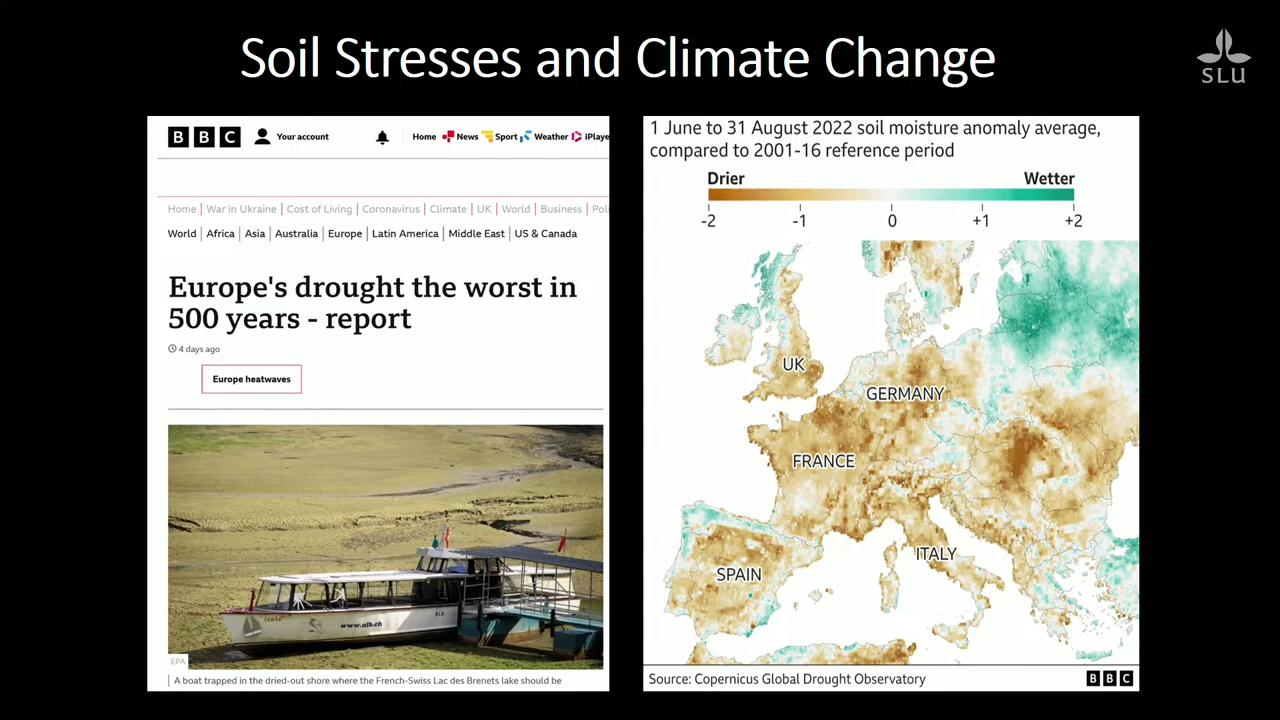 Soil Stresses and Climate Change
SLU
BBC Your account Home News Sport Weather iPlaye
Home War in Ukraine Cost of Living Coronavirus Climate UK World Business Pol
World Africa Asia Australia Europe Latin America Middle East US & Canada
Europe's drought the worst in
500 years - report
4 days ago
Europe heatwaves
www.nlb.ch
EPA
A boat trapped in the dried-out shore where the French-Swiss Lac des Brenets lake should be
1 June to 31 August 2022 soil moisture anomaly average,
compared to 2001-16 reference period
Drier Wetter
-2 -1 0 +1 +2
UK
GERMANY
FRANCE
ITALY
SPAIN
Source: Copernicus Global Drought Observatory BBC